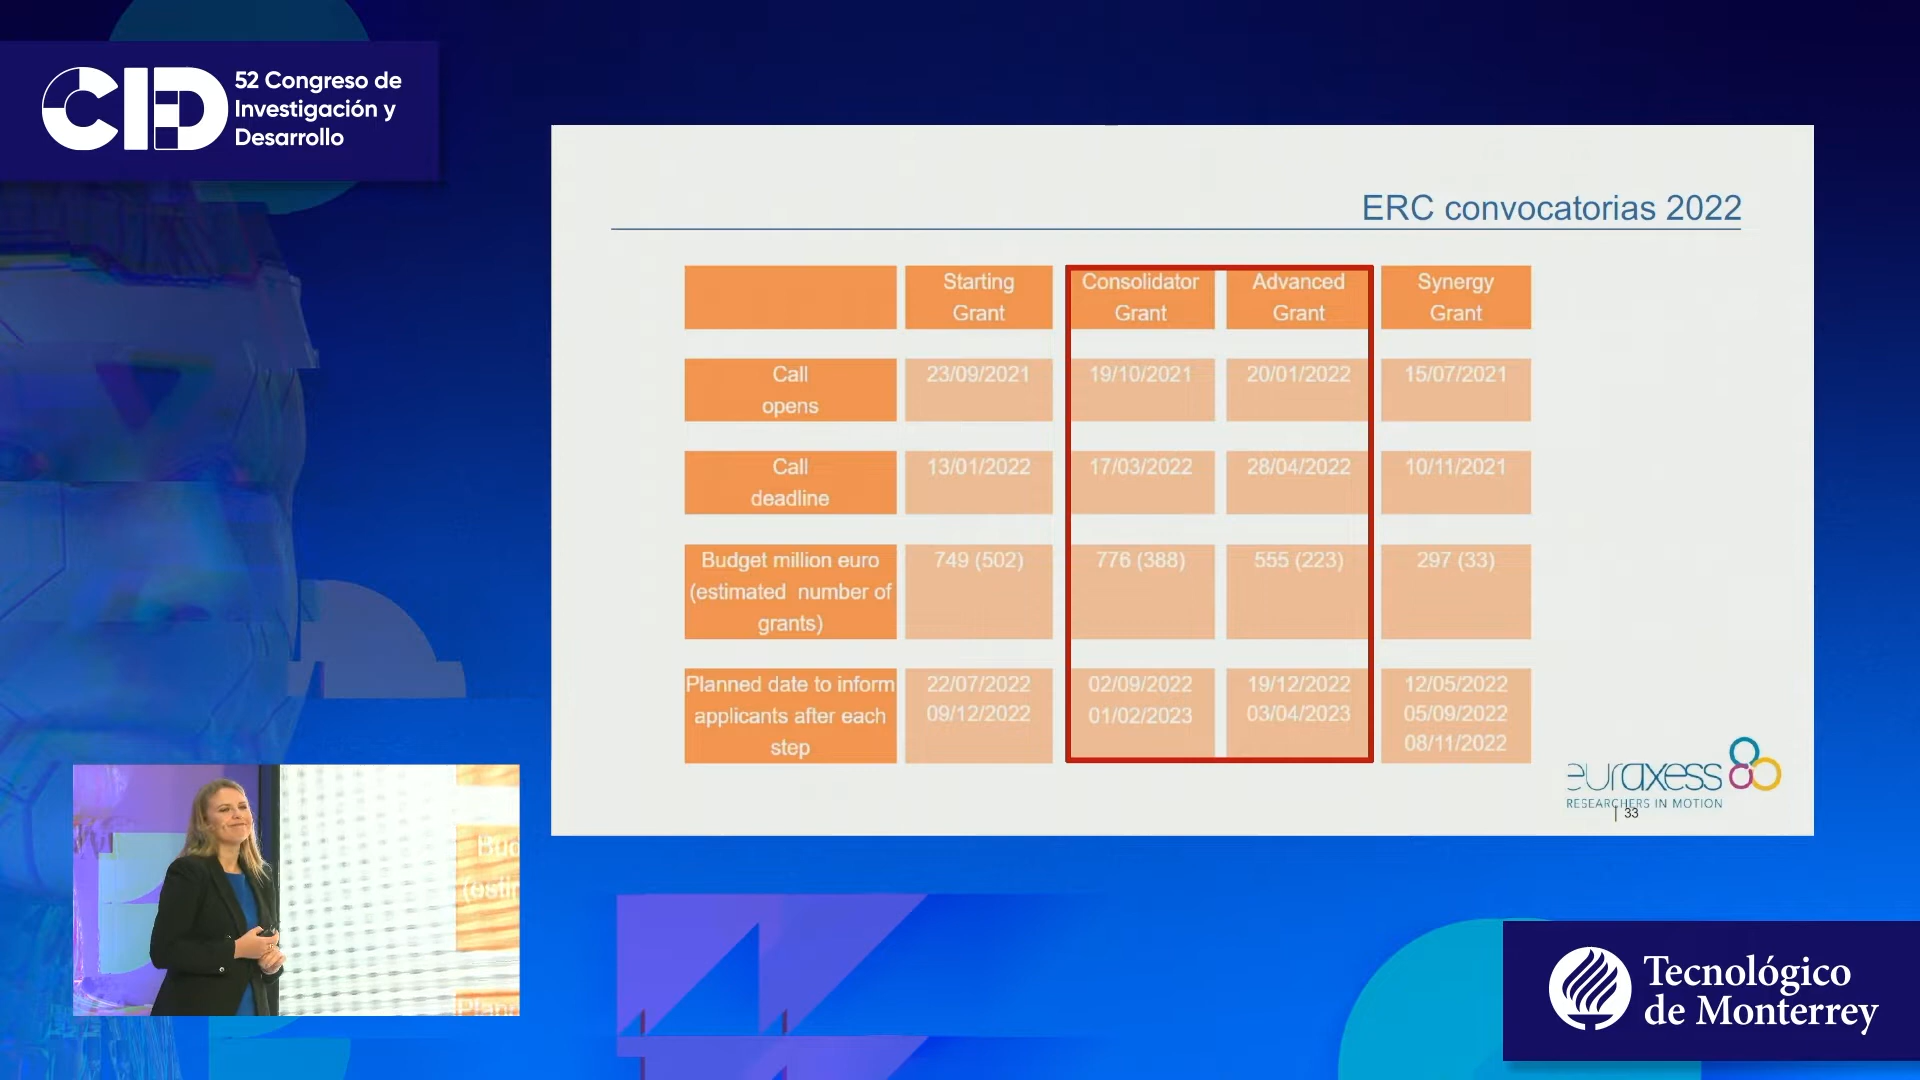 CID
52 Congreso de
Investigación y
Desarrollo
ERC convocatorias 2022
Starting
Grant
Consolidator
Grant
Advanced
Grant
Synergy
Grant
Call
opens
23/09/2021
19/10/2021
20/01/2022
15/07/2021
Call
deadline
13/01/2022
17/03/2022
28/04/2022
10/11/2021
Budget million euro
(estimated number of
grants)
749 (502)
776 (388)
555 (223)
297 (33)
Planned date to inform
applicants after each
step
22/07/2022
09/12/2022
02/09/2022
01/02/2023
19/12/2022
03/04/2023
12/05/2022
05/09/2022
08/11/2022
euraxess
RESEARCHERS IN MOTION
| 33
Tecnológico
de Monterrey